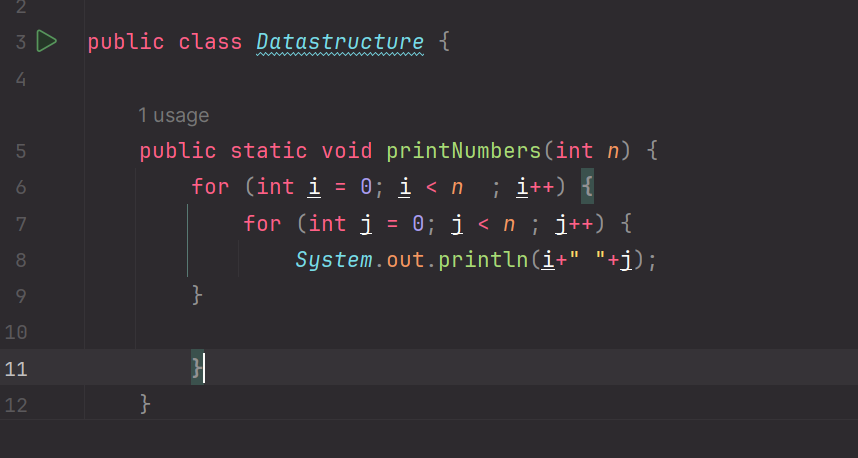 2
3 public class Datastructure {
4
1 usage
5 public static void printNumbers(int n) {
6 for (int i = 0; i < n  ; i++) {
7 for (int j = 0; j < n ; j++) {
8 System.out.println(i+" "+j);
9 }
10
11 }
12 }